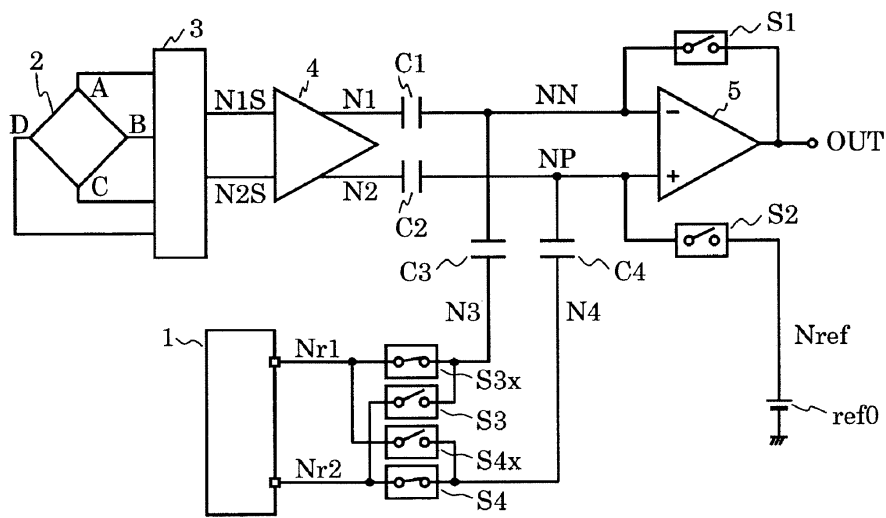 S1
3
2
4
C1
A
N1S
N1
NN
5
D
B
OUT
NP
C
N2S
N2
S2
C2
C3
C4
N3
N4
1
Nr1
Nref
S3x
S3
ref0
S4x
Nr2
S4